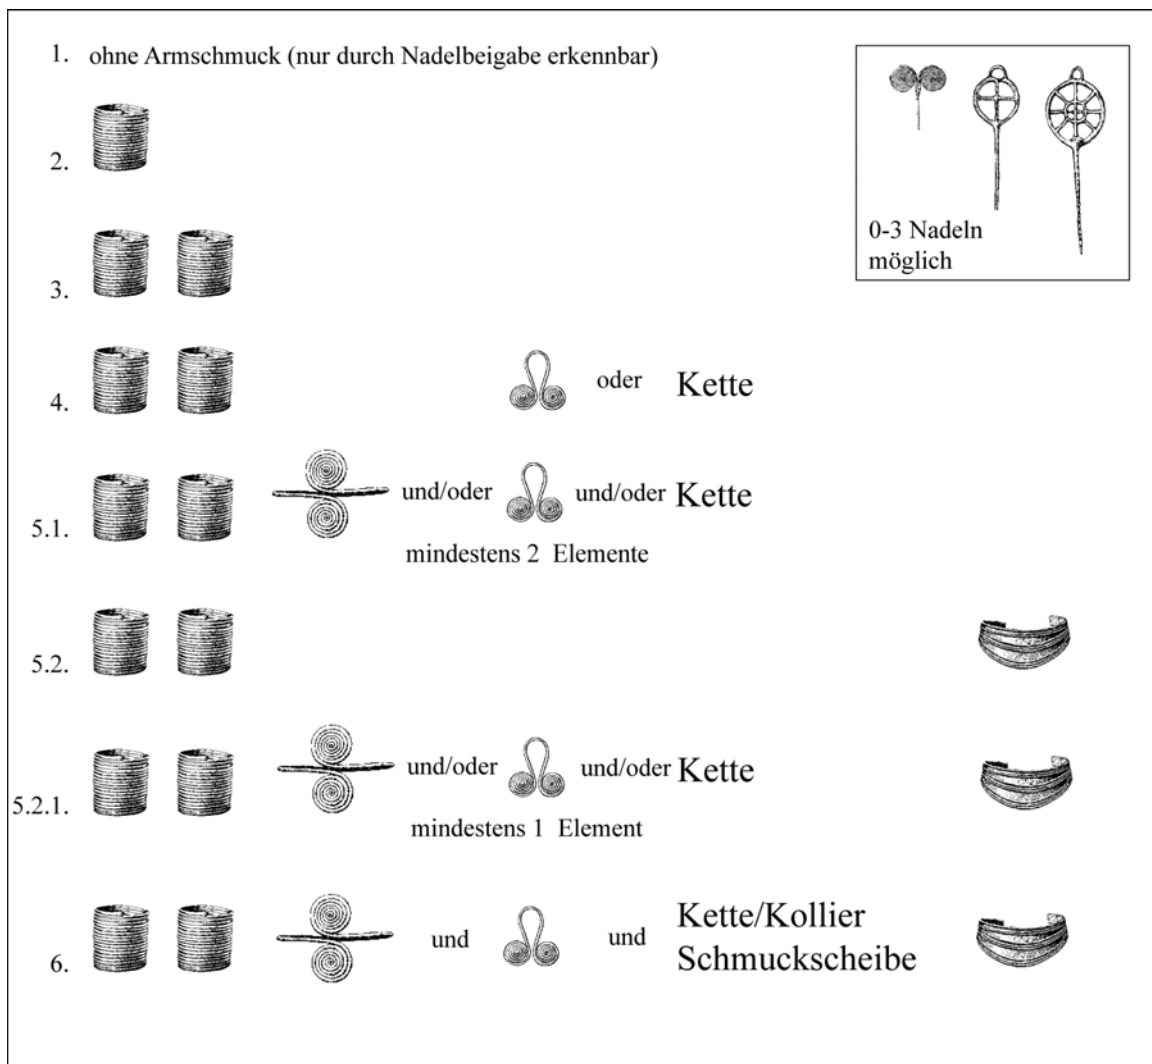 1. ohne Armschmuck (nur durch Nadelbeigabe erkennbar)
0-3 Nadeln
möglich
2.
3.
4. oder Kette
5.1. und/oder und/oder Kette
mindestens 2 Elemente
5.2.
5.2.1. und/oder und/oder Kette
mindestens 1 Element
6. und und Kette/Kollier
Schmuckscheibe